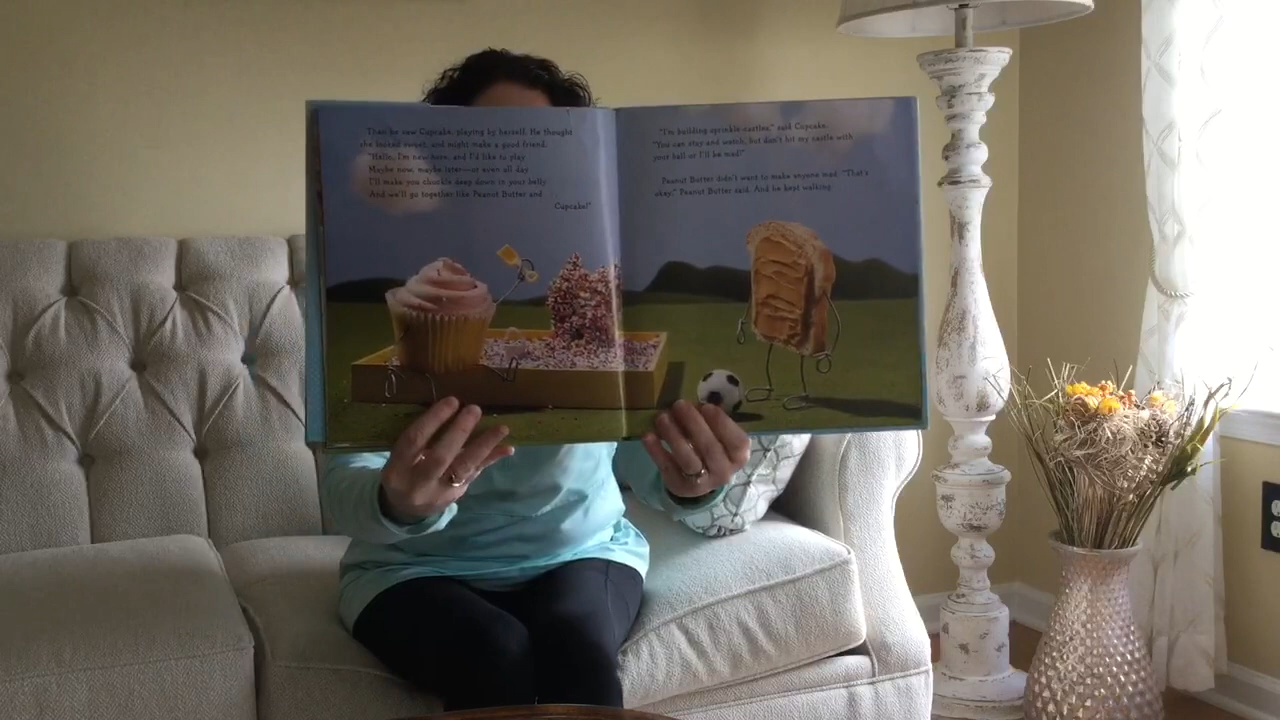 Then he saw Cupcake, playing by herself. He thought
she looked sweet, and might make a good friend.
"Hello, I'm new here, and I'd like to play
Maybe now, maybe later—or even all day
I'll make you chuckle deep down in your belly
And we'll go together like Peanut Butter and
Cupcake!"
"I'm building sprinkle castles," said Cupcake.
"You can stay and watch, but don't hit my castle with
your ball or I'll be mad!"
Peanut Butter didn't want to make anyone mad. "That's
okay," Peanut Butter said. And he kept walking.